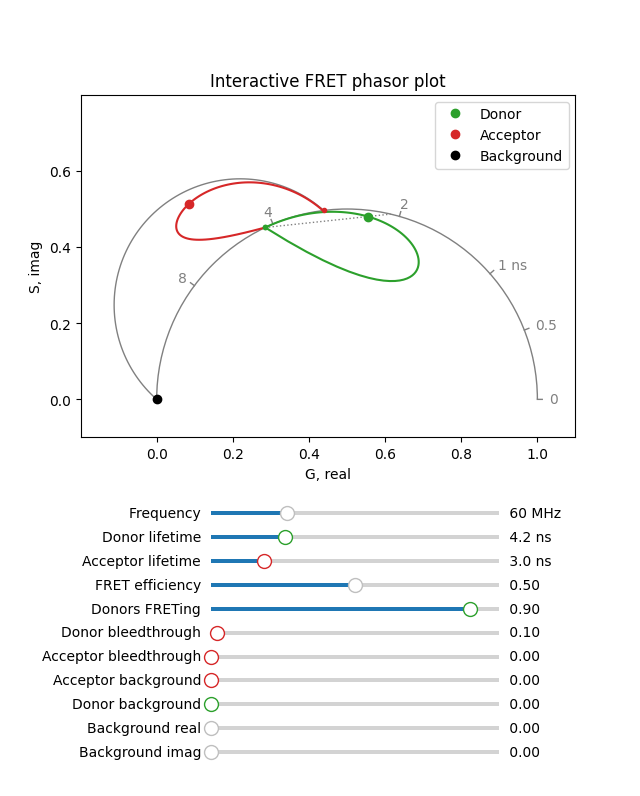 Interactive FRET phasor plot
Donor
Acceptor
Background
S, imag
0.6
0.4
0.2
0.0
4
2
8
1 ns
0.5
0
0.0 0.2 0.4 0.6 0.8 1.0
G, real
Frequency 60 MHz
Donor lifetime 4.2 ns
Acceptor lifetime 3.0 ns
FRET efficiency 0.50
Donors FRETing 0.90
Donor bleedthrough 0.10
Acceptor bleedthrough 0.00
Acceptor background 0.00
Donor background 0.00
Background real 0.00
Background imag 0.00